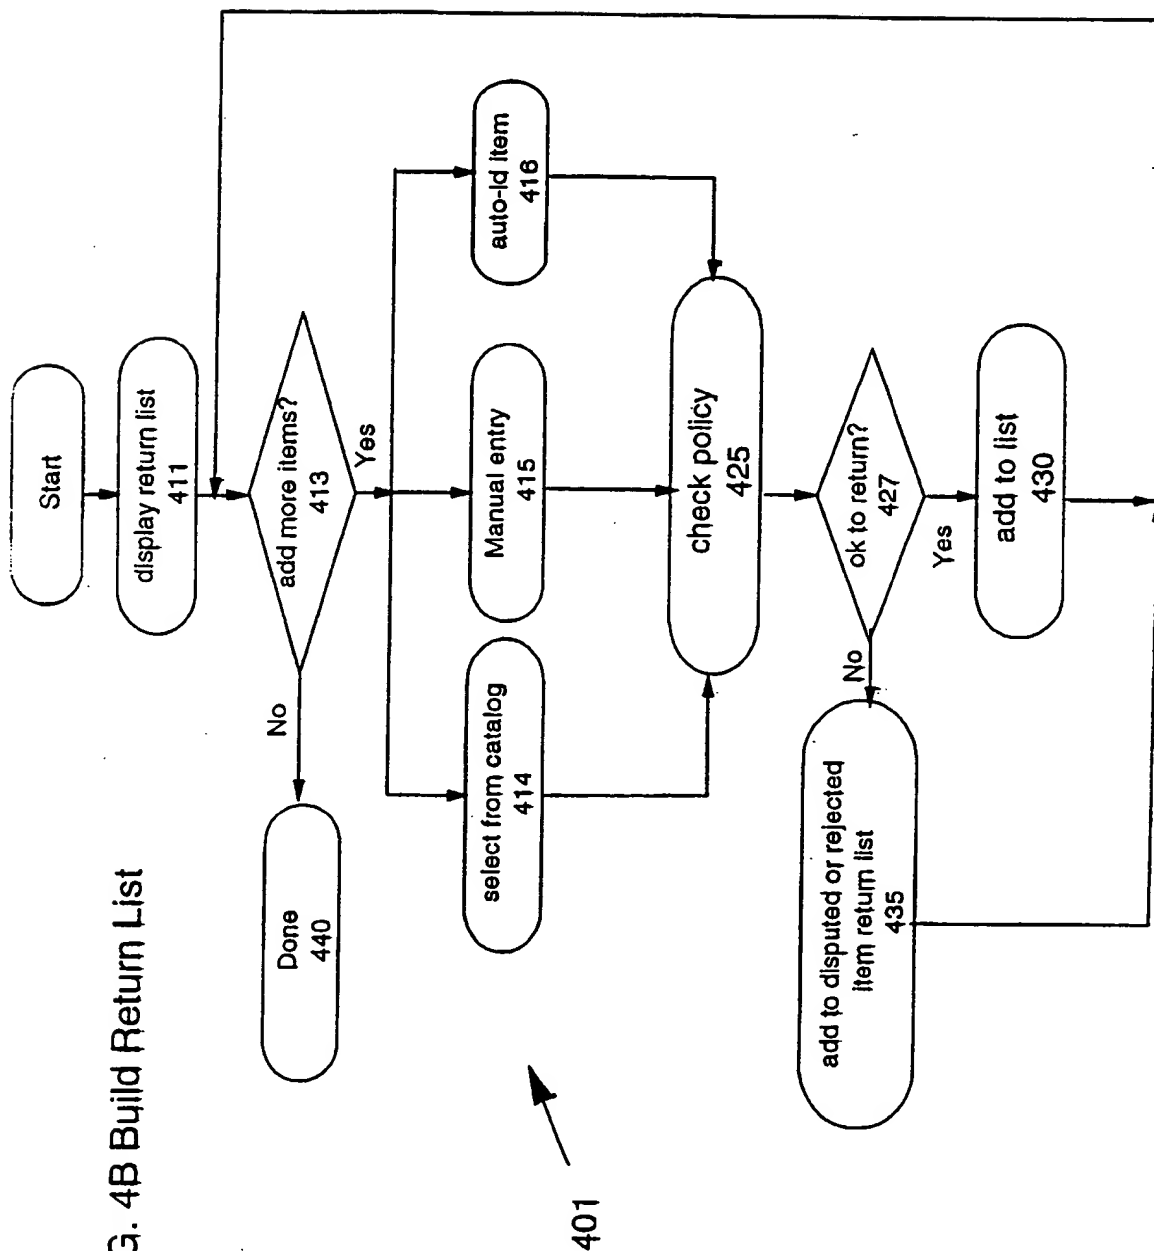 G. 4B Build Return List
Start
display return list
411
add more items?
413
No
Yes
Done
440
select from catalog
414
Manual entry
415
auto-Id item
416
check policy
425
ok to return?
427
No
Yes
add to disputed or rejected
item return list
435
add to list
430
401